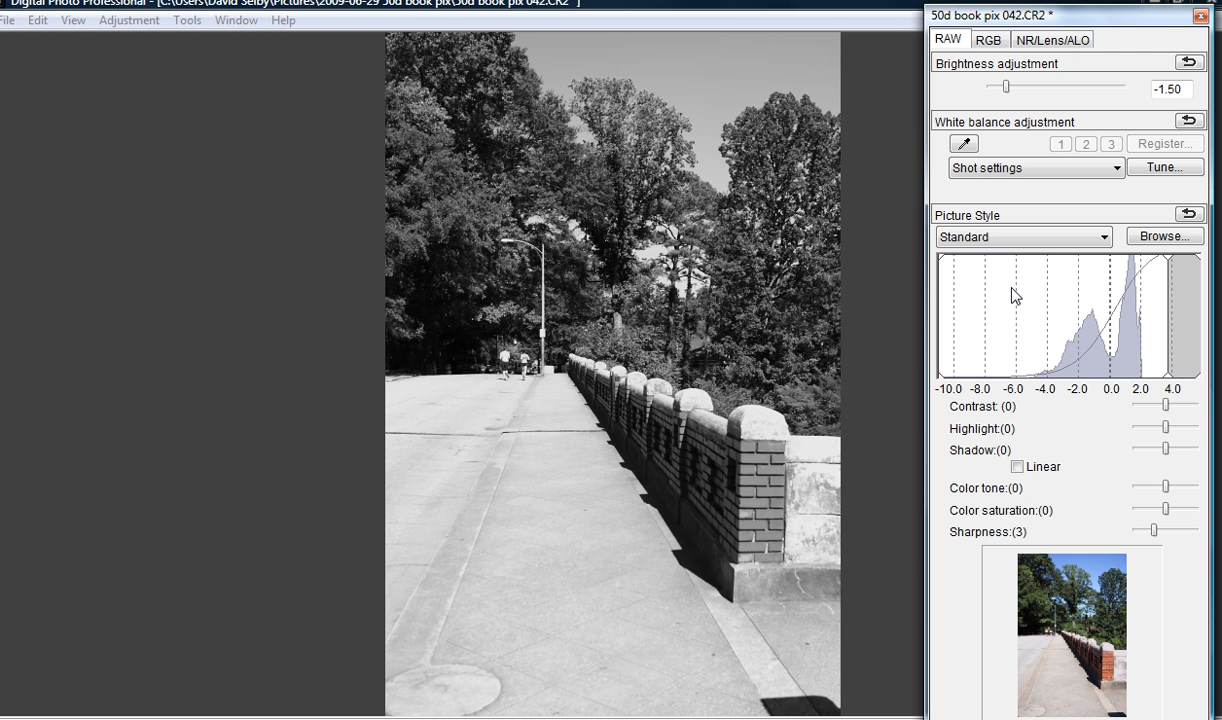 Digital Photo Professional - [C:\Users\David Selby\Pictures\2009-06-29 50d book pix\50d book pix 042.CR2 * ]
File Edit View Adjustment Tools Window Help
50d book pix 042.CR2 *
RAW RGB NR/Lens/ALO
Brightness adjustment
-1.50
White balance adjustment
1 2 3 Register...
Shot settings Tune...
Picture Style
Standard Browse...
-10.0 -8.0 -6.0 -4.0 -2.0 0.0 2.0 4.0
Contrast: (0)
Highlight:(0)
Shadow:(0)
Linear
Color tone:(0)
Color saturation:(0)
Sharpness:(3)